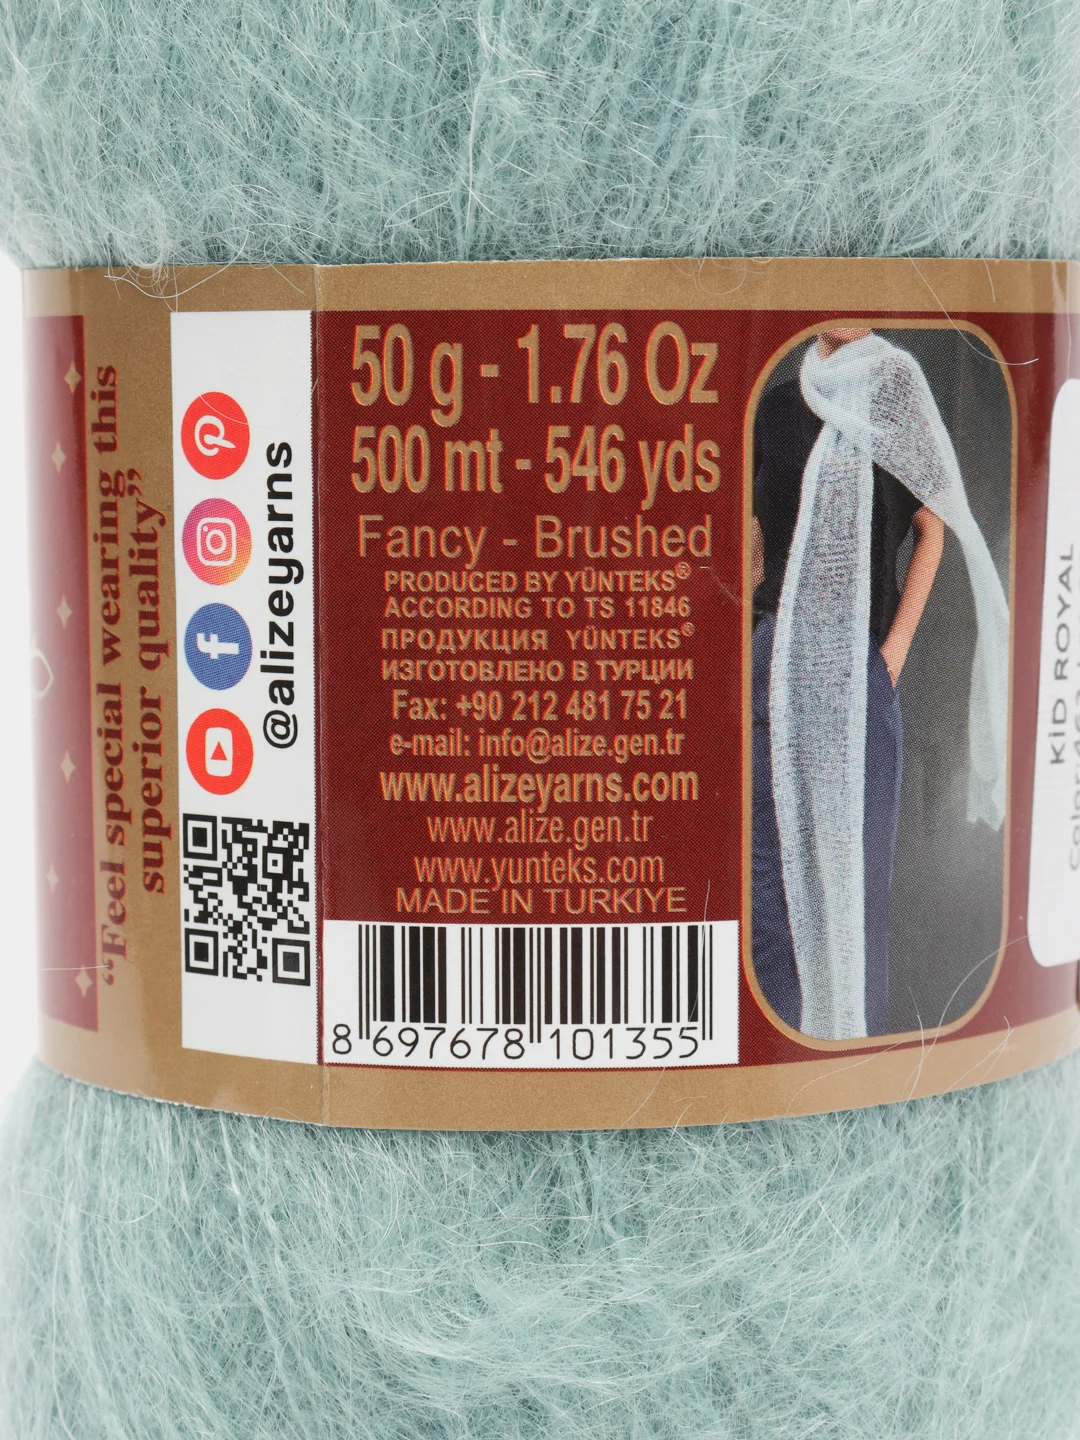 “Feel special wearing this
superior quality”
@alizeyarns
50 g - 1.76 Oz
500 mt - 546 yds
Fancy - Brushed
PRODUCED BY YÜNTEKS®
ACCORDING TO TS 11846
ПРОДУКЦИЯ YÜNTEKS®
ИЗГОТОВЛЕНО В ТУРЦИИ
Fax: +90 212 481 75 21
e-mail: info@alize.gen.tr
www.alizeyarns.com
www.alize.gen.tr
www.yunteks.com
MADE IN TURKIYE
8 697678 101355
KİD ROYAL